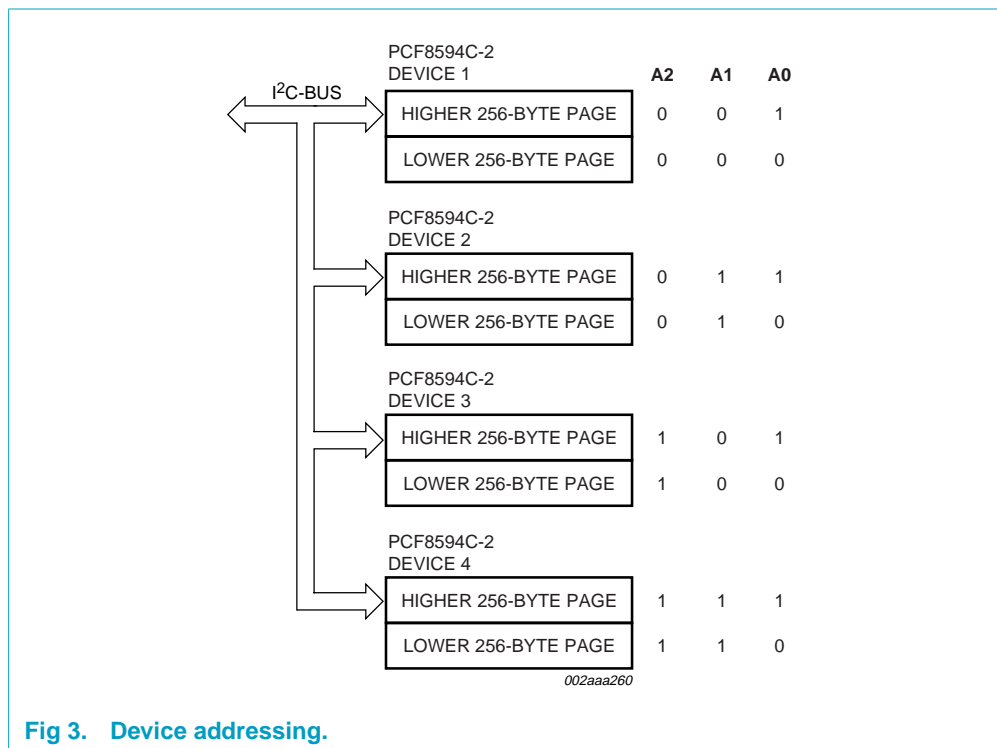 PCF8594C-2
DEVICE 1
A2 A1 A0
I²C-BUS
HIGHER 256-BYTE PAGE 0 0 1
LOWER 256-BYTE PAGE 0 0 0
PCF8594C-2
DEVICE 2
HIGHER 256-BYTE PAGE 0 1 1
LOWER 256-BYTE PAGE 0 1 0
PCF8594C-2
DEVICE 3
HIGHER 256-BYTE PAGE 1 0 1
LOWER 256-BYTE PAGE 1 0 0
PCF8594C-2
DEVICE 4
HIGHER 256-BYTE PAGE 1 1 1
LOWER 256-BYTE PAGE 1 1 0
002aaa260
Fig 3. Device addressing.